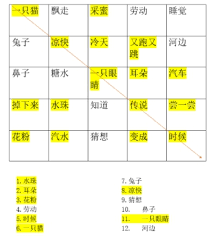 一只猫 飘走 采蜜 劳动 睡觉
兔子 凉快 冷天 又跑又跳 河边
鼻子 糖水 一只眼睛 耳朵 汽车
掉下来 水珠 知道 传说 尝一尝
花粉 汽水 猜想 变成 时候
1.水珠 7.兔子
2.耳朵 8.凉快
3.花粉 9.猜想
4.劳动 10. 鼻子
5.时候 11. 一只眼睛
6.一只猫 12. 河边